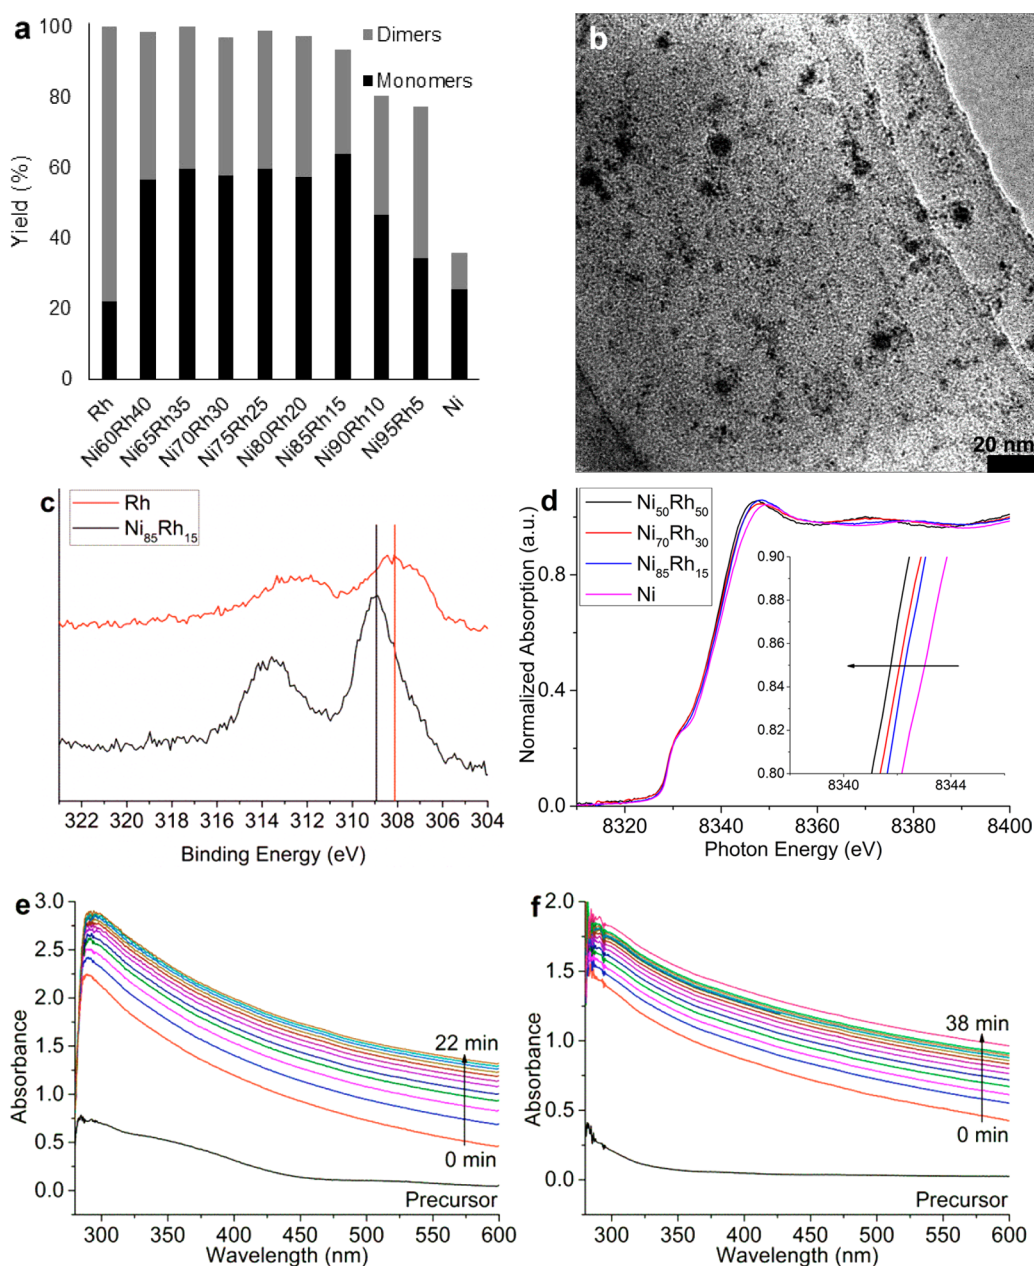 a
100
80
60
40
20
0
Yield (%)
Dimers
Monomers
Rh
Ni60Rh40
Ni65Rh35
Ni70Rh30
Ni75Rh25
Ni80Rh20
Ni85Rh15
Ni90Rh10
Ni95Rh5
Ni
b
20 nm
c
Rh
Ni₈₅Rh₁₅
322 320 318 316 314 312 310 308 306 304
Binding Energy (eV)
d
Ni₅₀Rh₅₀
Ni₇₀Rh₃₀
Ni₈₅Rh₁₅
Ni
Normalized Absorption (a.u.)
0.8
0.4
0.0
0.90
0.88
0.86
0.84
0.82
0.80
8340 8344
8320 8340 8360 8380 8400
Photon Energy (eV)
e
3.0
2.5
2.0
1.5
1.0
0.5
0.0
Absorbance
22 min
0 min
Precursor
300 350 400 450 500 550 600
Wavelength (nm)
f
2.0
1.5
1.0
0.5
0.0
Absorbance
38 min
0 min
Precursor
300 350 400 450 500 550 600
Wavelength (nm)